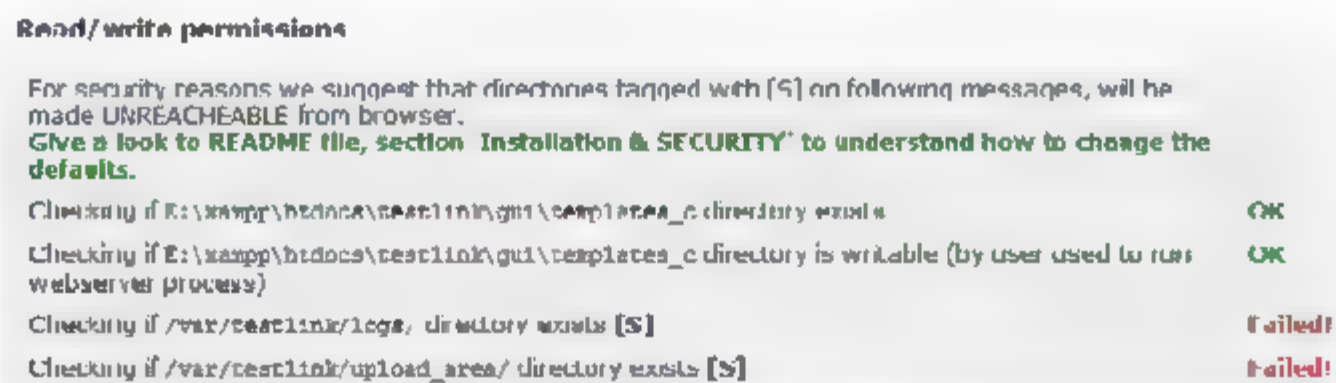 Read/write permissions
For security reasons we suggest that directories tagged with [S] on following messages, will be
made UNREACHEABLE from browser.
Give a look to README file, section 'Installation & SECURITY' to understand how to change the
defaults.
Checking if E:\xampp\htdocs\testlink\gui\templates_c directory exists OK
Checking if E:\xampp\htdocs\testlink\gui\templates_c directory is writable (by user used to run OK
webserver process)
Checking if /var/testlink/logs/ directory exists [S] Failed!
Checking if /var/testlink/upload_area/ directory exists [S] Failed!